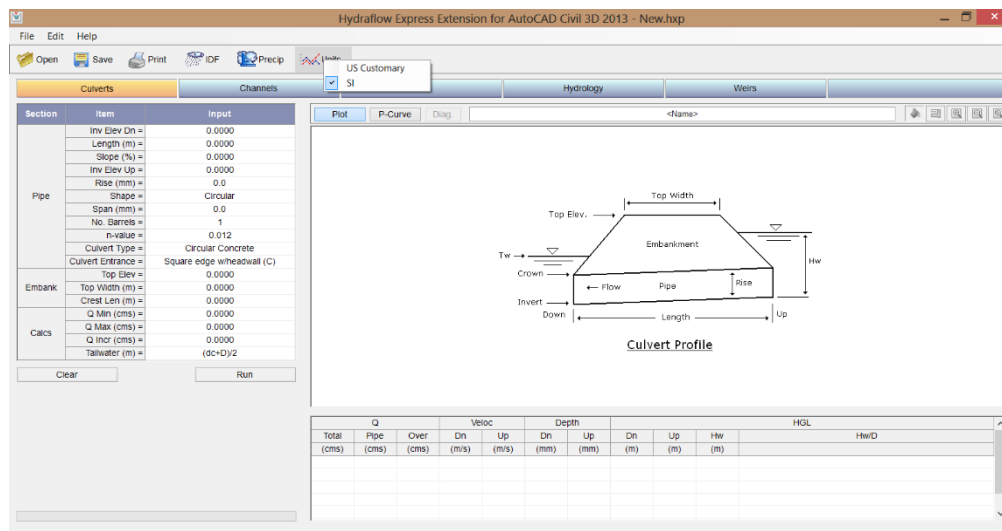 Hydraflow Express Extension for AutoCAD Civil 3D 2013 - New.hxp
File Edit Help
Open Save Print IDF Precip
US Customary
SI
Culverts Channels Hydrology Weirs
Section Item Input Plot P-Curve Diag. <Name>
Inv Elev Dn = 0.0000
Length (m) = 0.0000
Slope (%) = 0.0000
Inv Elev Up = 0.0000
Rise (mm) = 0.0
Pipe Shape = Circular
Span (mm) = 0.0
No. Barrels = 1
n-value = 0.012
Culvert Type = Circular Concrete
Culvert Entrance = Square edge w/headwall (C)
Top Elev = 0.0000
Embank Top Width (m) = 0.0000
Crest Len (m) = 0.0000
Q Min (cms) = 0.0000
Calcs Q Max (cms) = 0.0000
Q Incr (cms) = 0.0000
Tailwater (m) = (dc+D)/2
Clear Run
Top Width
Top Elev.
Embankment
Tw
Hw
Crown
Flow Pipe Rise
Invert
Down Length Up
Culvert Profile
Q Veloc Depth HGL
Total Pipe Over Dn Up Dn Up Dn Up Hw Hw/D
(cms) (cms) (cms) (m/s) (m/s) (mm) (mm) (m) (m) (m)